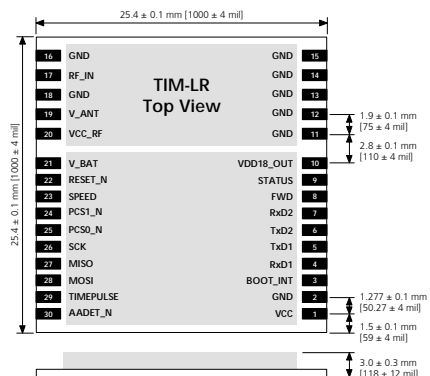 25.4 ± 0.1 mm [1000 ± 4 mil]
25.4 ± 0.1 mm [1000 ± 4 mil]
TIM-LR
Top View
16 GND GND 15
17 RF_IN GND 14
18 GND GND 13
19 V_ANT GND 12
20 VCC_RF GND 11
1.9 ± 0.1 mm
[75 ± 4 mil]
2.8 ± 0.1 mm
[110 ± 4 mil]
21 V_BAT VDD18_OUT 10
22 RESET_N STATUS 9
23 SPEED FWD 8
24 PCS1_N RxD2 7
25 PCS0_N TxD2 6
26 SCK TxD1 5
27 MISO RxD1 4
28 MOSI BOOT_INT 3
29 TIMEPULSE GND 2
30 AADET_N VCC 1
1.277 ± 0.1 mm
[50.27 ± 4 mil]
1.5 ± 0.1 mm
[59 ± 4 mil]
3.0 ± 0.3 mm
[118 ± 12 mil]